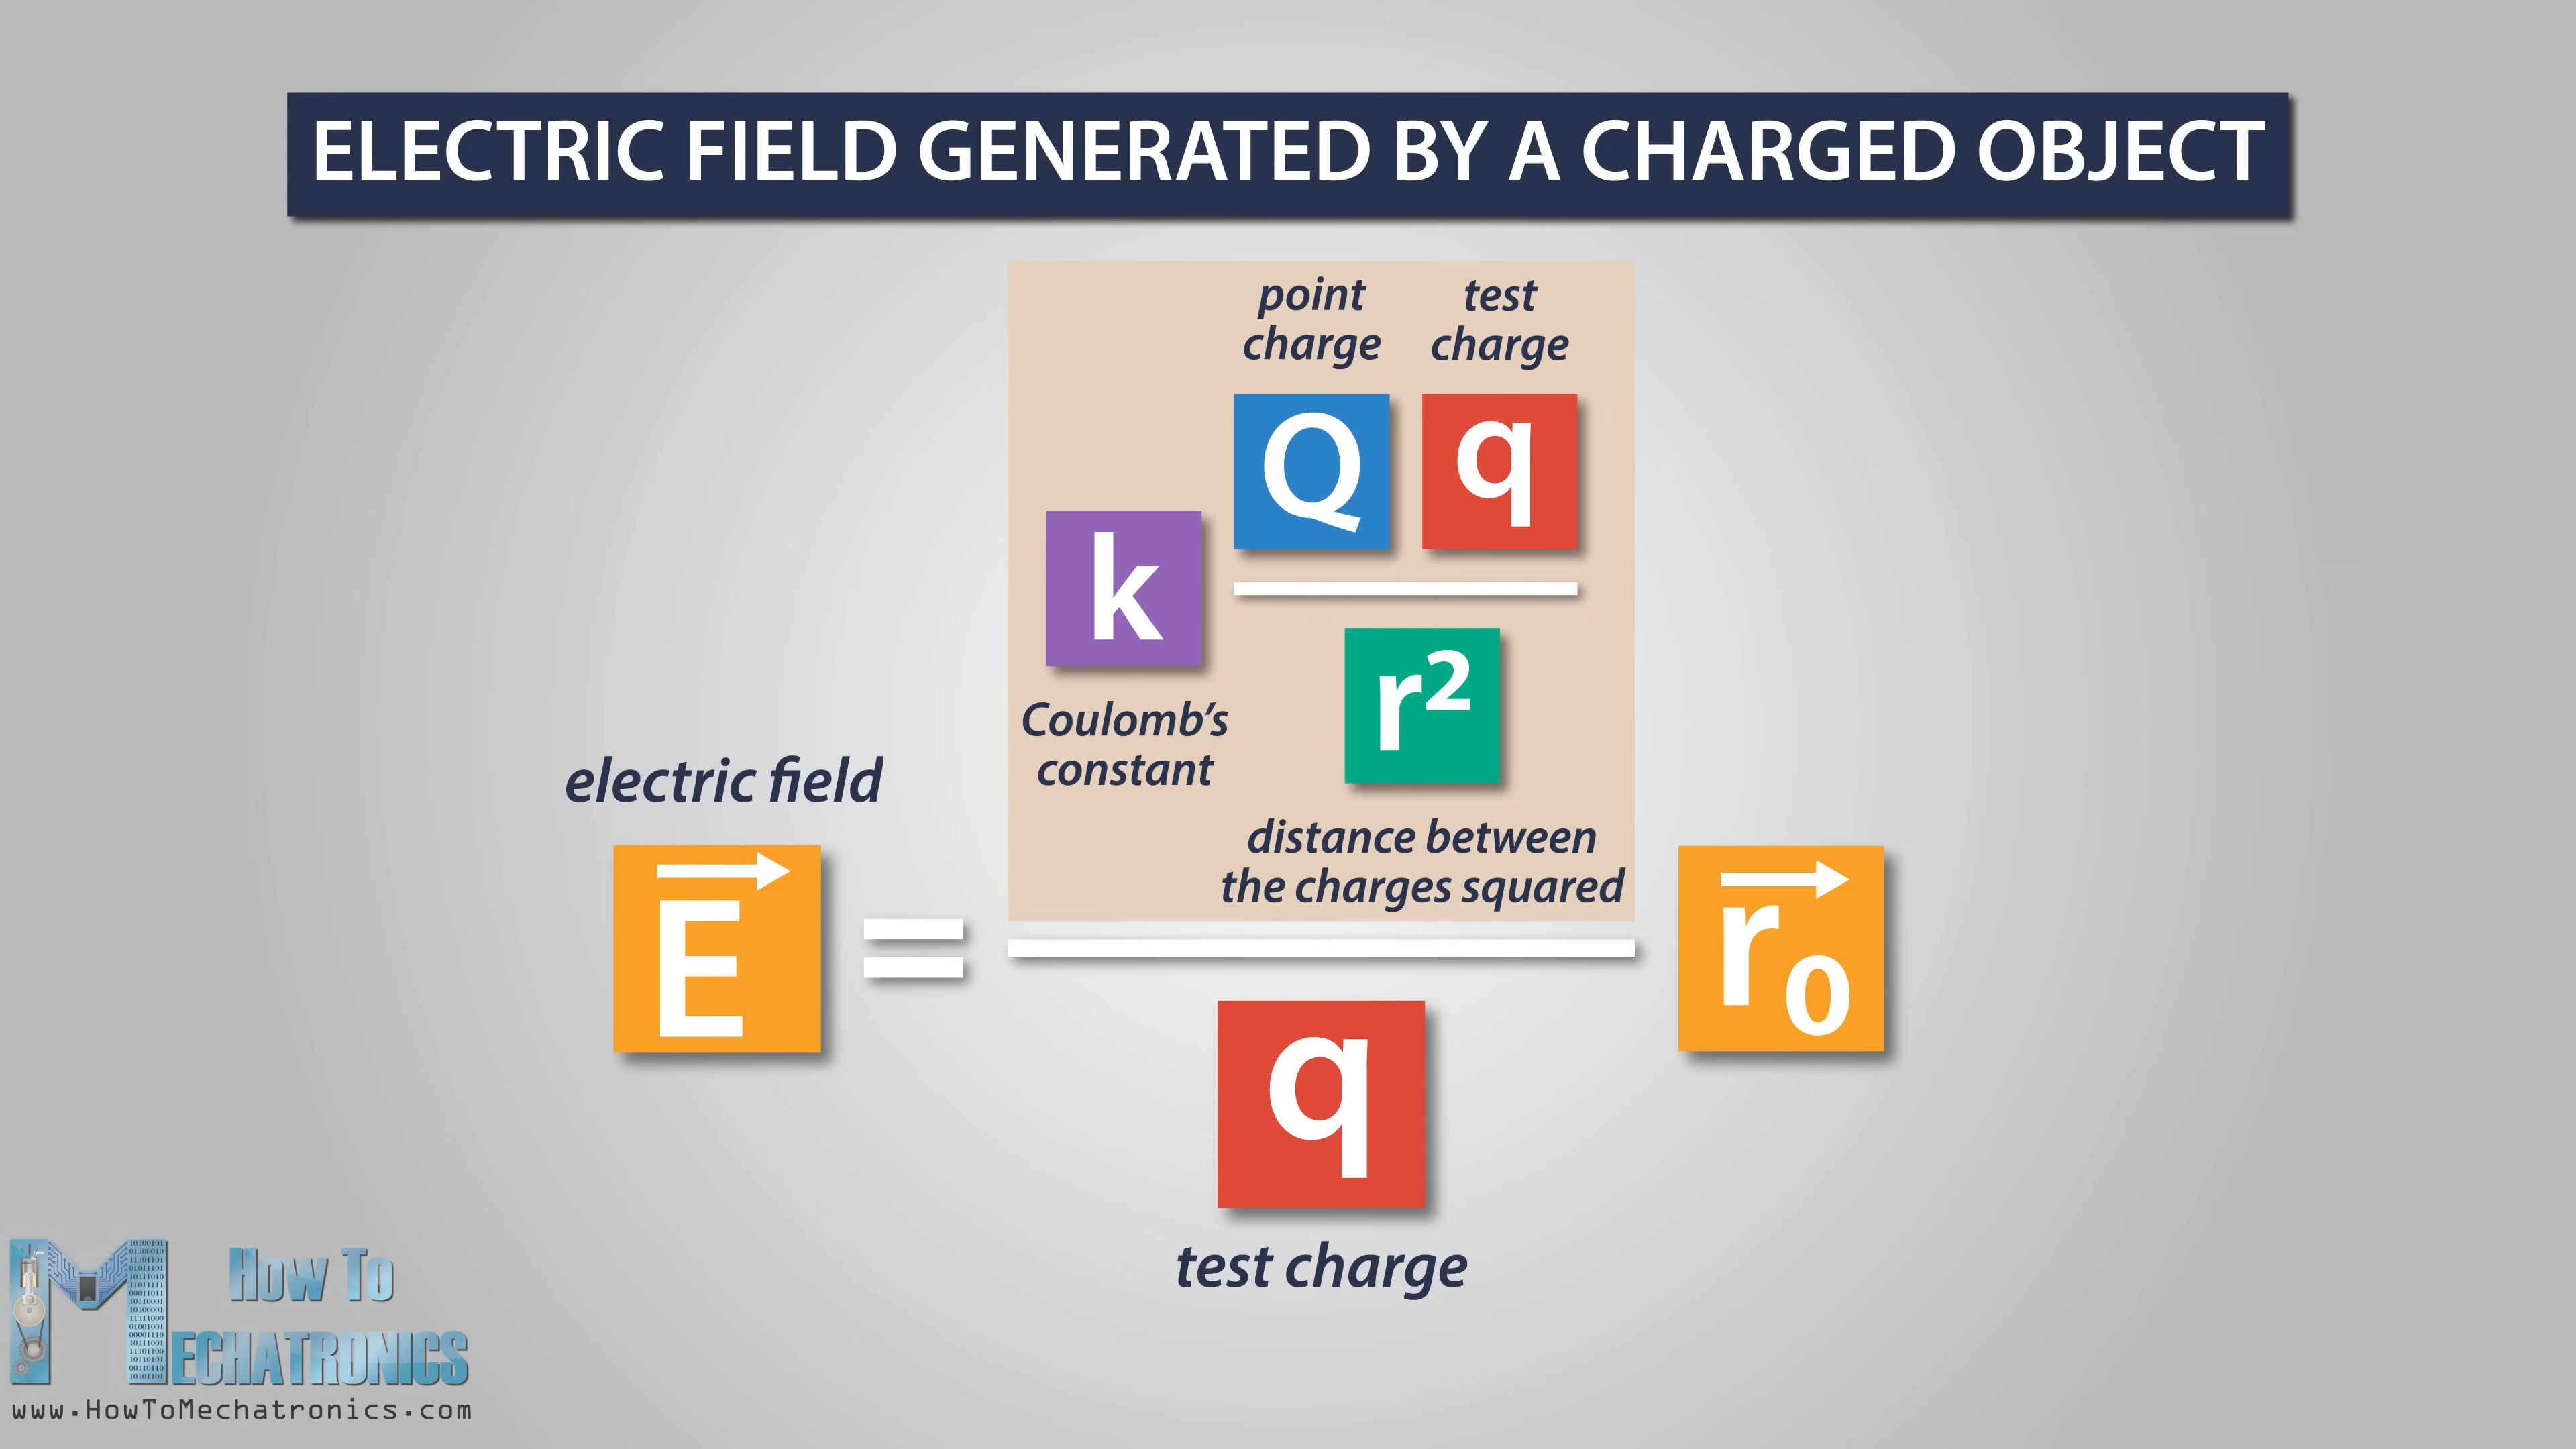 ELECTRIC FIELD GENERATED BY A CHARGED OBJECT
point
charge
test
charge
Q
q
k
r²
Coulomb's
constant
distance between
the charges squared
electric field
E
=
r₀
q
test charge
How To
MECHATRONICS
www.HowToMechatronics.com